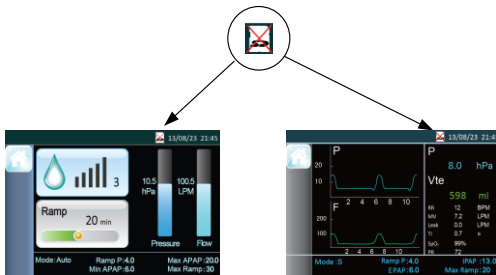 13/08/23 21:45
3
Ramp
20 min
10.5
hPa
100.5
LPM
Pressure
Flow
Mode:Auto
Ramp P:4.0
Max APAP:20.0
Min APAP:6.0
Max Ramp:30
13/08/23 21:45
P
20
10
2 4 6 8 10
F
200
100
2 4 6 8 10
P
8.0 hPa
Vte
598 ml
RR 12 BPM
MV 7.2 LPM
Leak 0.0 LPM
TI 0.7 s
SpO₂ 99%
PR 72
Mode :S
Ramp P:4.0
IPAP :13.0
EPAP :6.0
Max Ramp:20